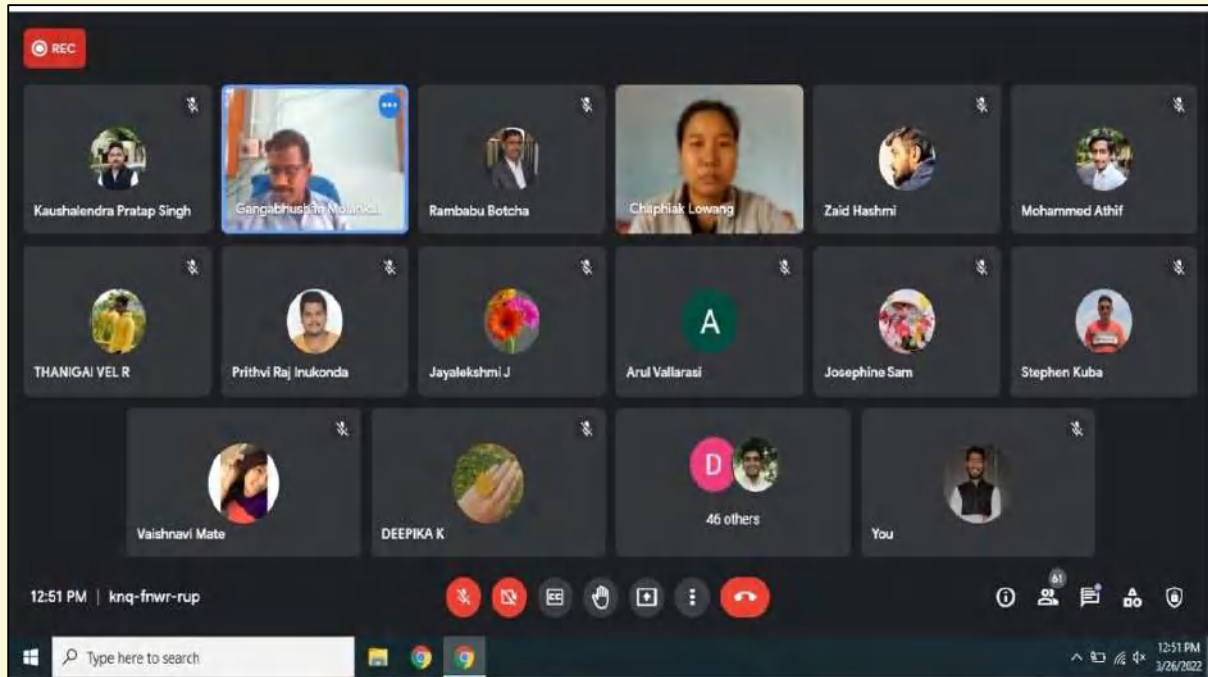 REC
Kaushalendra Pratap Singh
Gangabhushan
Rambabu Botcha
Chaphiak Lowang
Zaid Hashmi
Mohammed Athif
THANIGAI VEL R
Prithvi Raj Inukonda
Jayalekshmi J
A
Arul Vallarasi
Josephine Sam
Stephen Kuba
Vaishnavi Mate
DEEPIKA K
D
46 others
You
12:51 PM | knq-fnwr-rup
CC
61
Type here to search
12:51 PM
3/26/2022